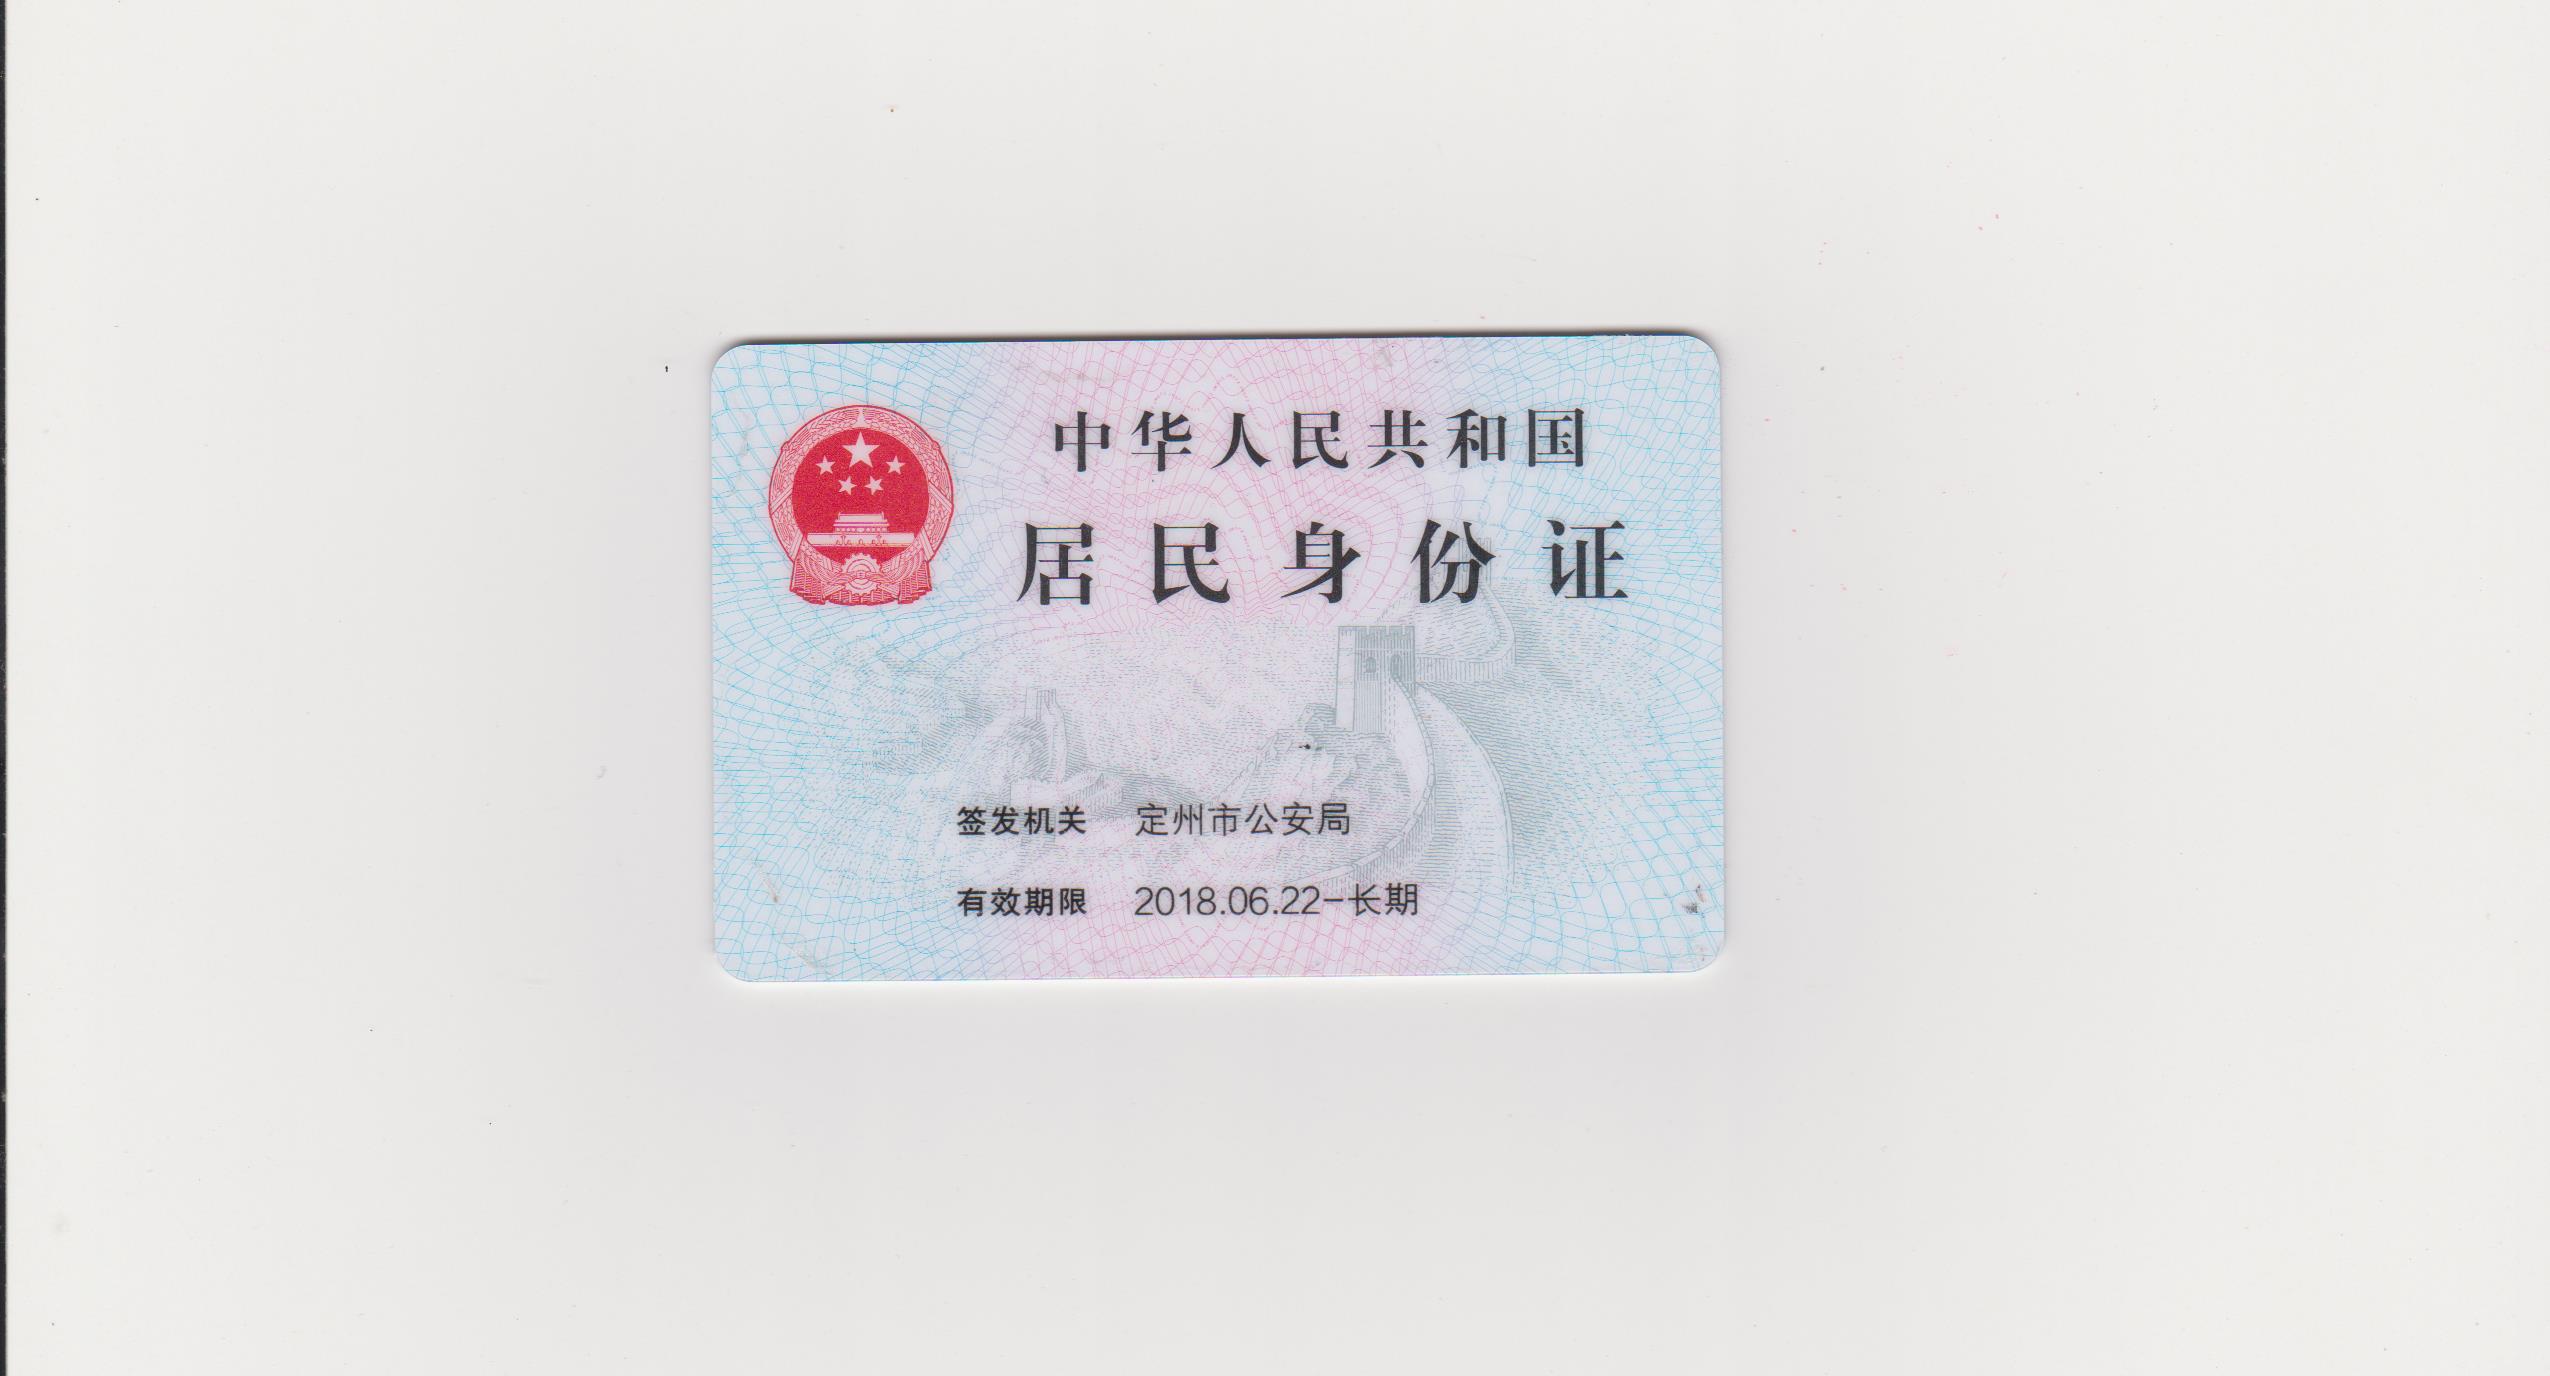 中华人民共和国
居民身份证
签发机关 定州市公安局
有效期限 2018.06.22-长期